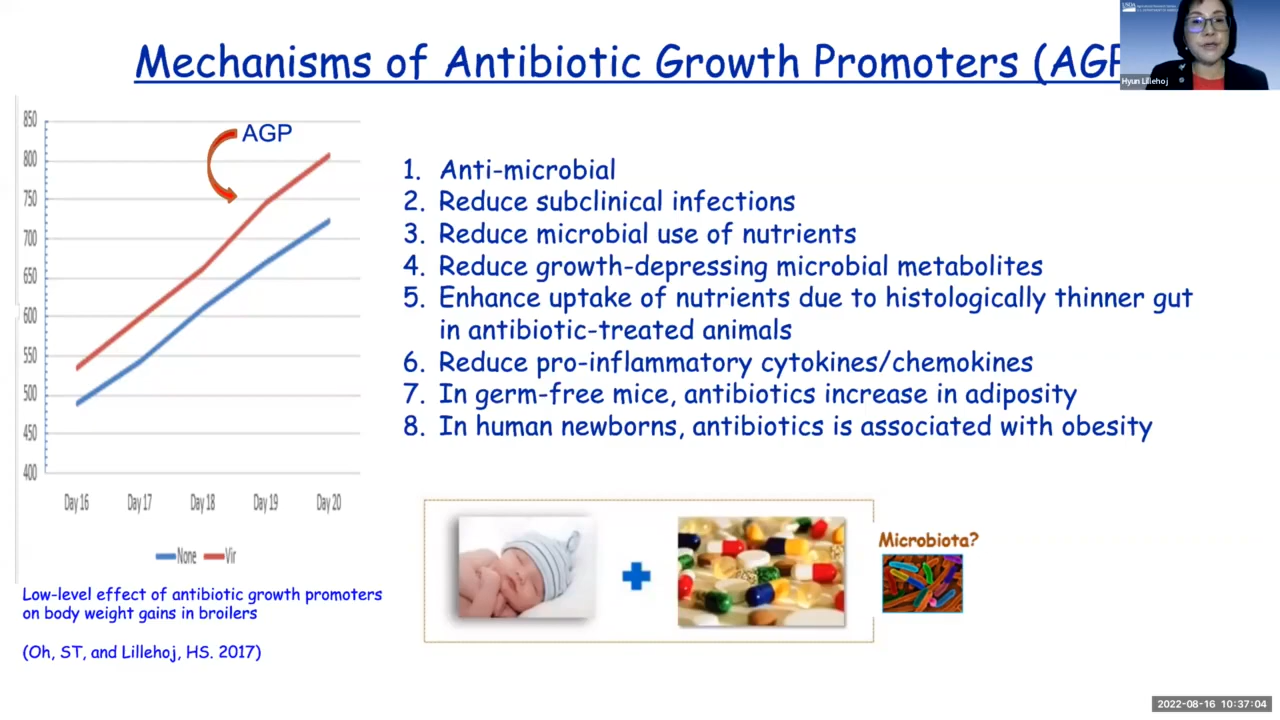 USDA
Mechanisms of Antibiotic Growth Promoters (AGP
Hyun Lillehoj
850
800
750
700
650
600
550
500
450
400
AGP
Day 16 Day 17 Day 18 Day 19 Day 20
None Vir
Low-level effect of antibiotic growth promoters
on body weight gains in broilers
(Oh, ST, and Lillehoj, HS. 2017)
1. Anti-microbial
2. Reduce subclinical infections
3. Reduce microbial use of nutrients
4. Reduce growth-depressing microbial metabolites
5. Enhance uptake of nutrients due to histologically thinner gut
in antibiotic-treated animals
6. Reduce pro-inflammatory cytokines/chemokines
7. In germ-free mice, antibiotics increase in adiposity
8. In human newborns, antibiotics is associated with obesity
Microbiota?
2022-08-16 10:37:04